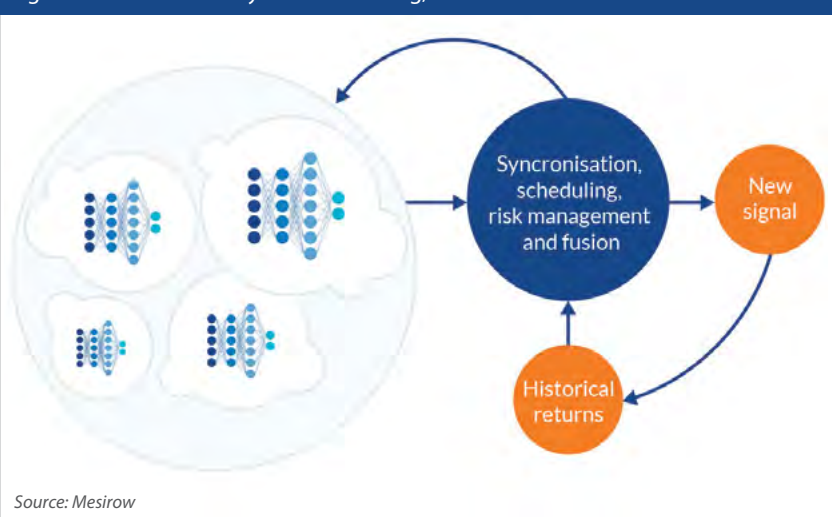 Syncronisation,
scheduling,
risk management
and fusion
New
signal
Historical
returns
Source: Mesirow